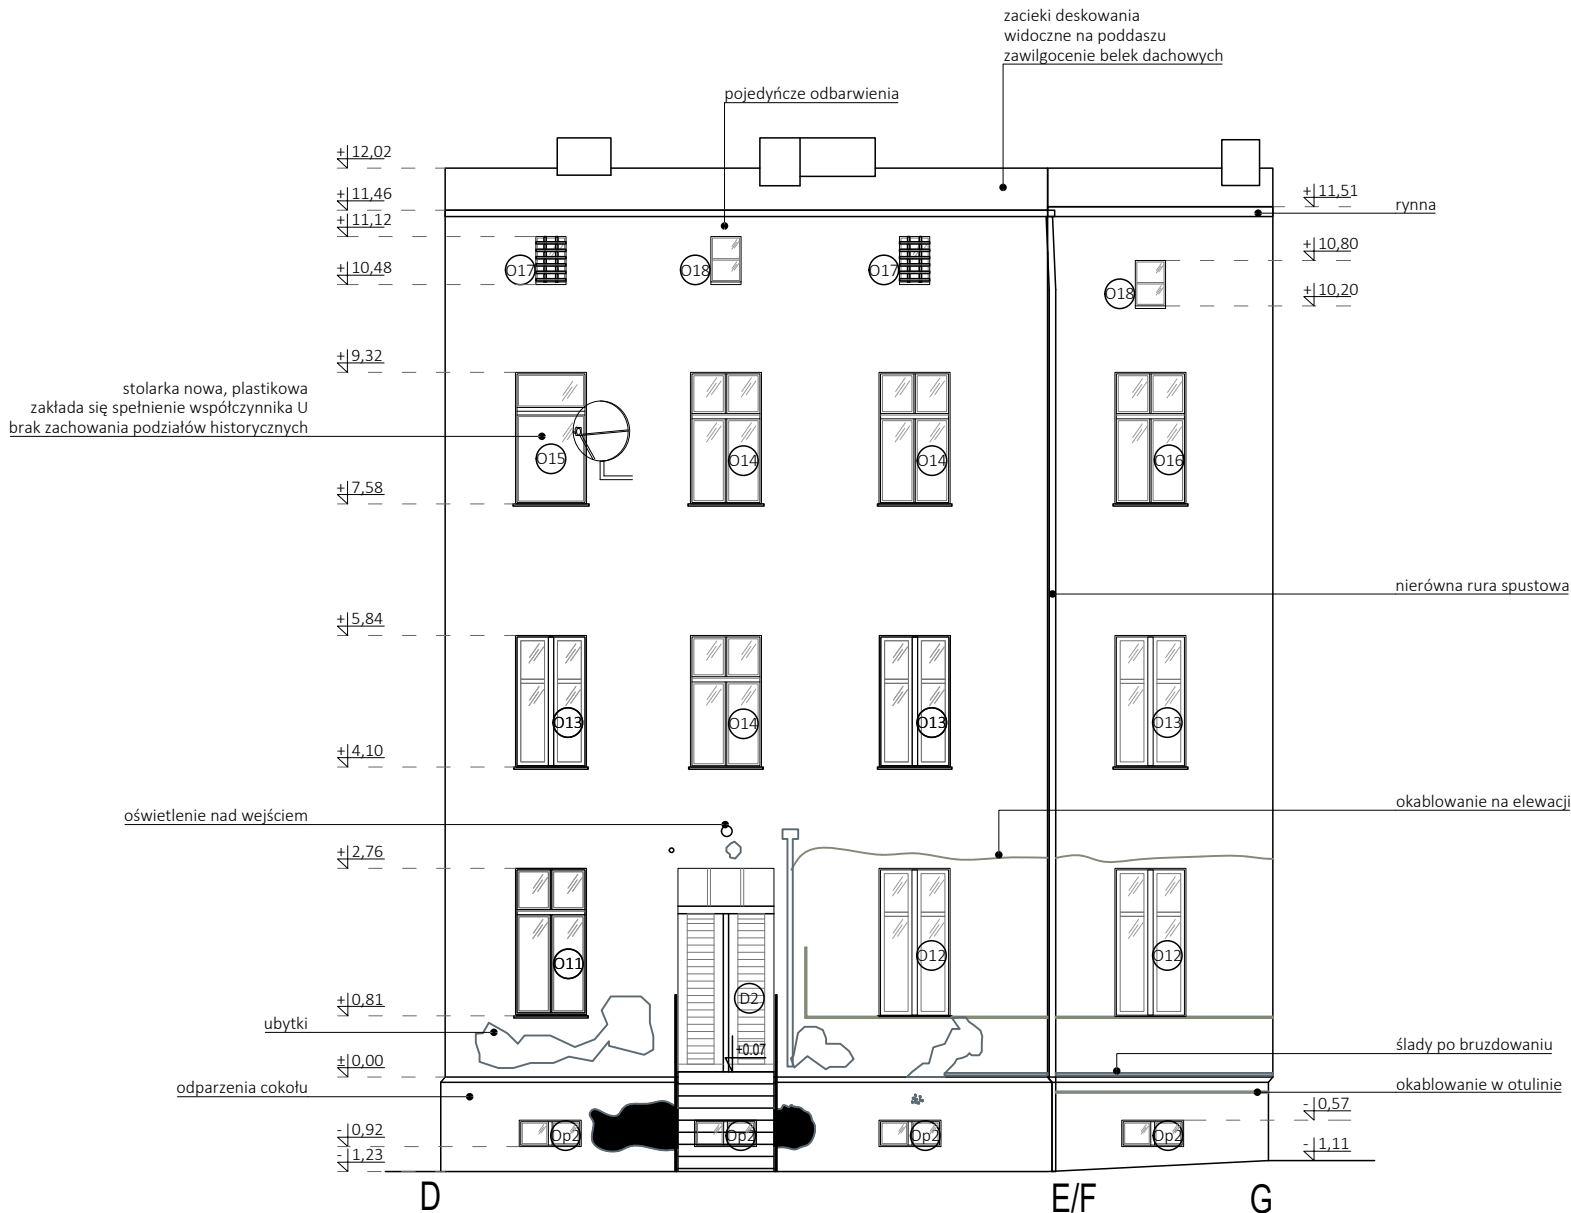 zacieki deskowania
widoczne na poddaszu
zawilgocenie belek dachowych
pojedyńcze odbarwienia
+12,02
+11,46
+11,12
+10,48
+11,51
rynna
+10,80
+10,20
O17
O18
O17
O18
+9,32
stolarka nowa, plastikowa
zakłada się spełnienie współczynnika U
brak zachowania podziałów historycznych
O15
O14
O14
O16
+7,58
nierówna rura spustowa
+5,84
O13
O14
O13
O13
+4,10
oświetlenie nad wejściem
okablowanie na elewacji
+2,76
O11
O12
O12
D2
+0,81
ubytki
+0.07
±0,00
ślady po bruzdowaniu
odparzenia cokołu
okablowanie w otulinie
-0,57
-0,92
Op2
Op2
Op2
Op2
-1,23
-1,11
D
E/F
G